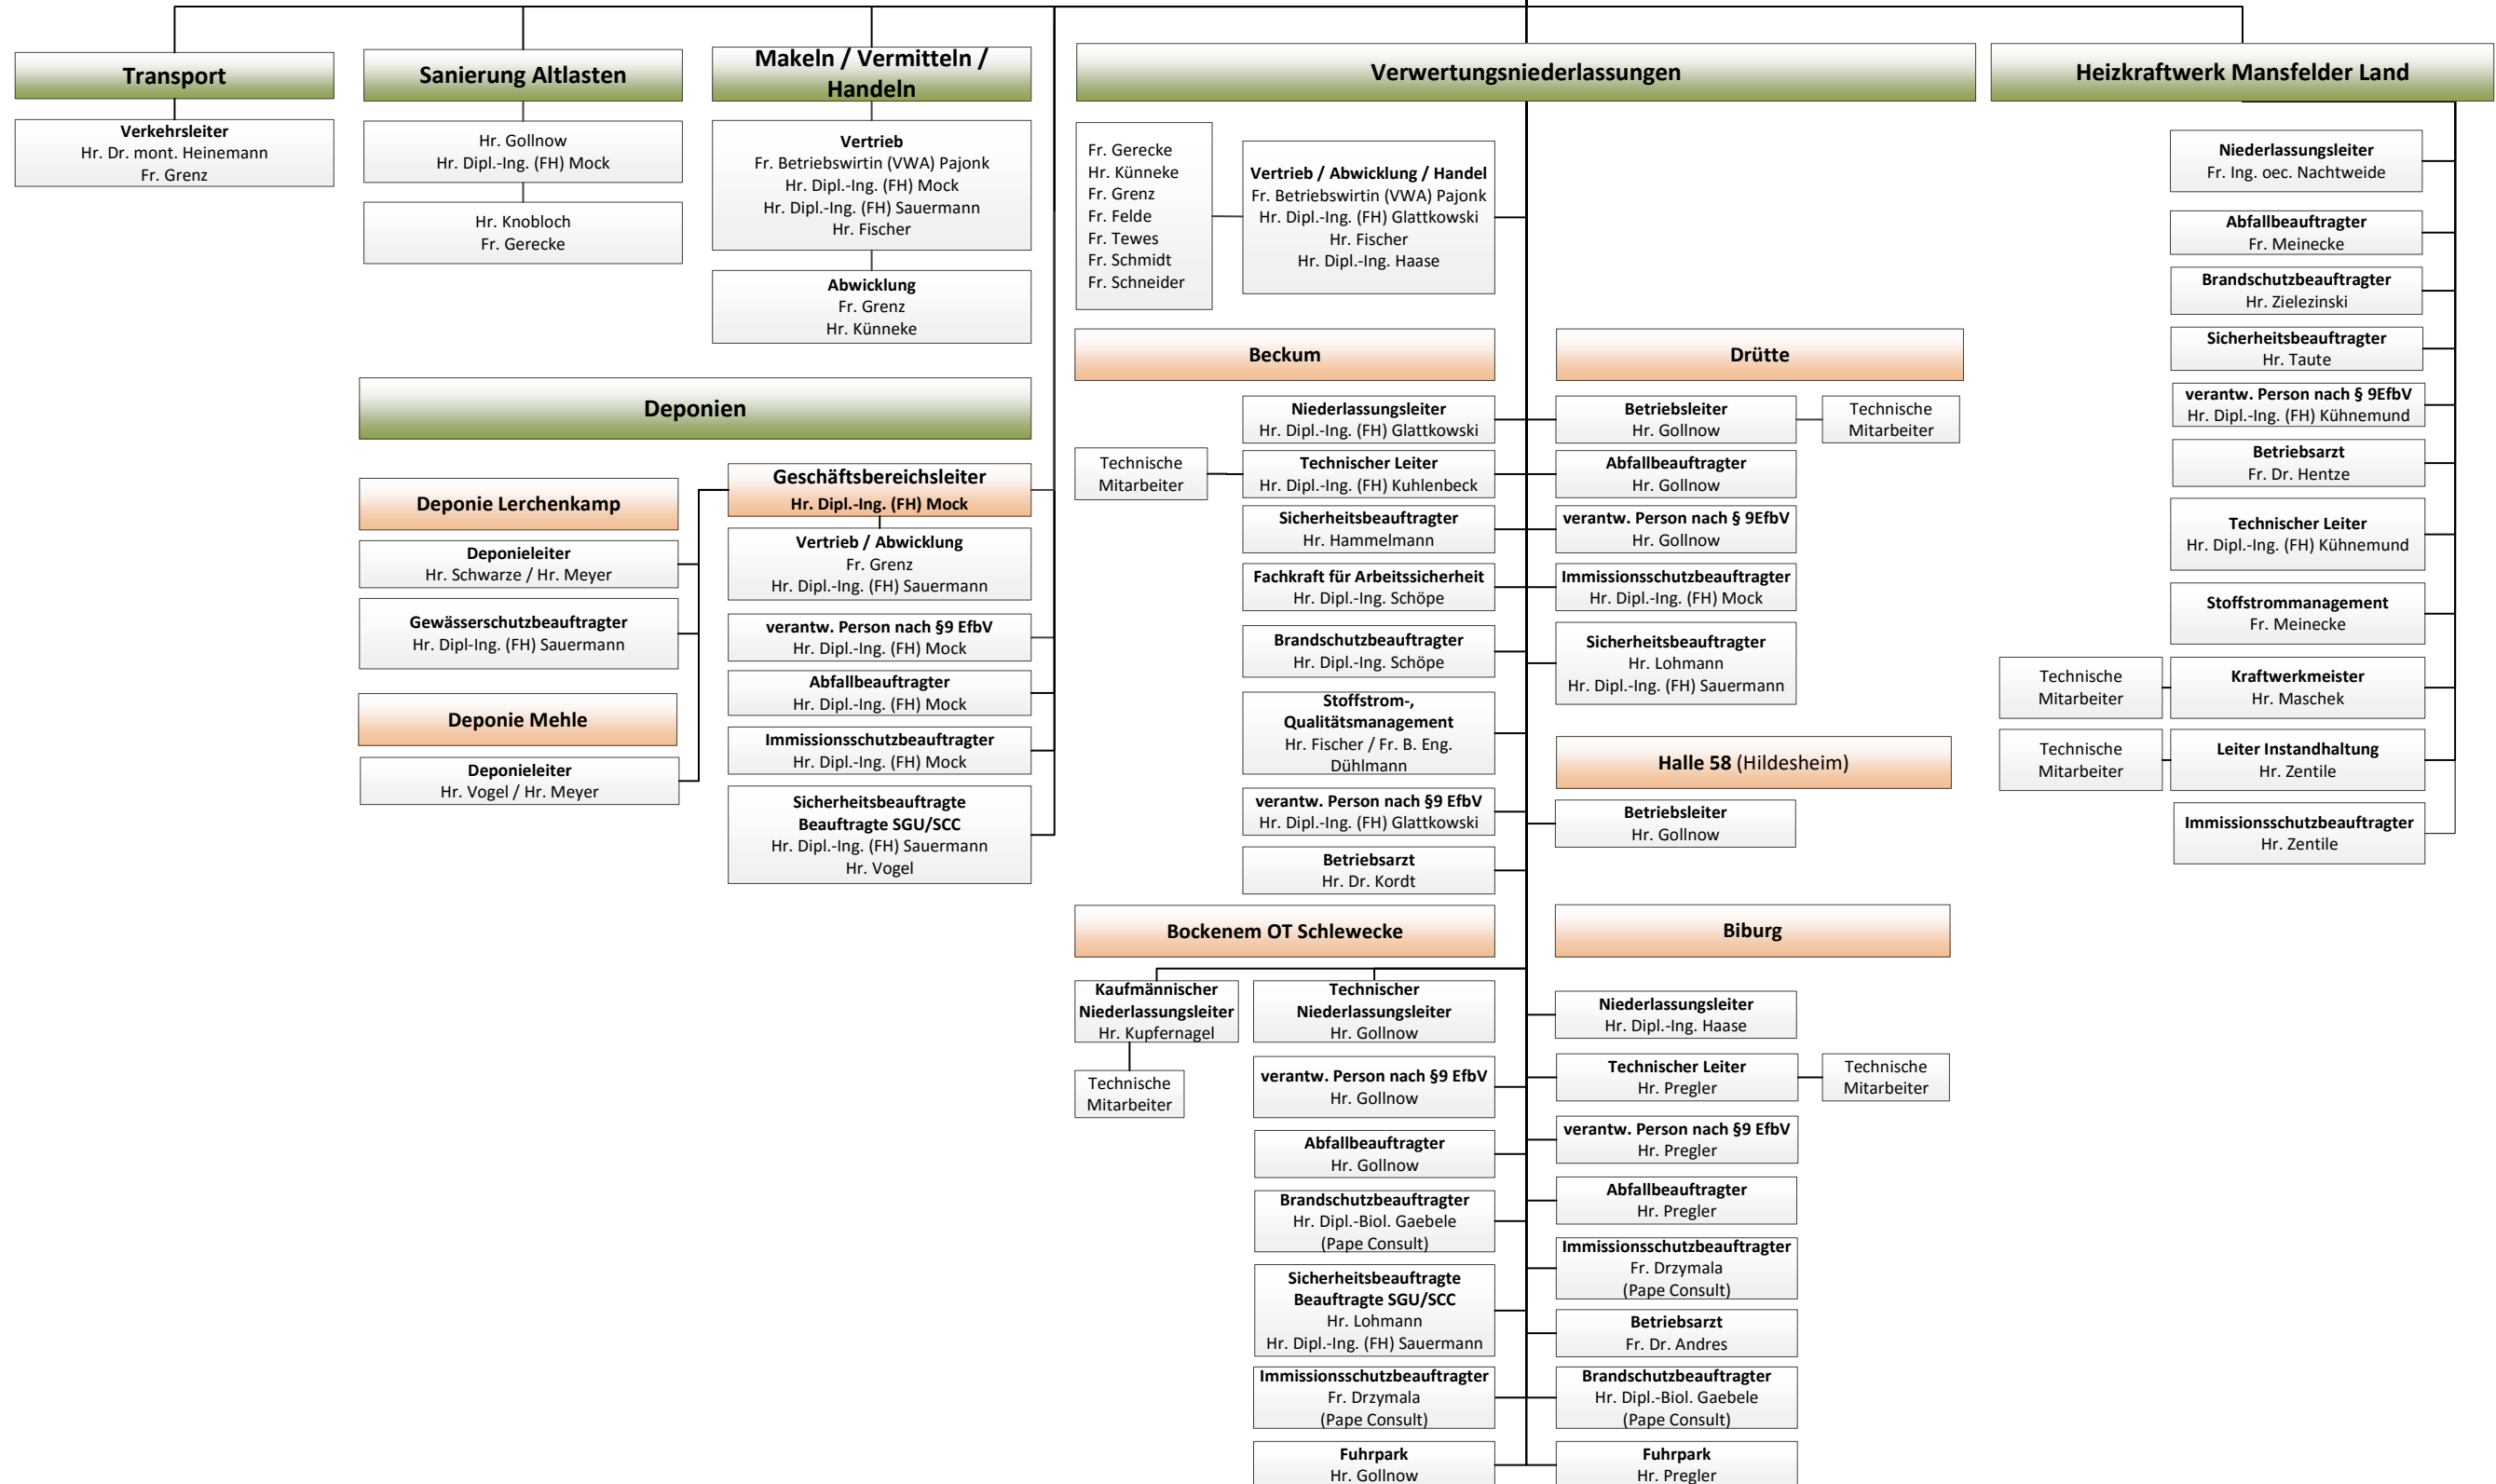 Transport
Verkehrsleiter
Hr. Dr. mont. Heinemann
Fr. Grenz
Sanierung Altlasten
Hr. Gollnow
Hr. Dipl.-Ing. (FH) Mock
Hr. Knobloch
Fr. Gerecke
Makeln / Vermitteln /
Handeln
Vertrieb
Fr. Betriebswirtin (VWA) Pajonk
Hr. Dipl.-Ing. (FH) Mock
Hr. Dipl.-Ing. (FH) Sauermann
Hr. Fischer
Abwicklung
Fr. Grenz
Hr. Künneke
Deponien
Deponie Lerchenkamp
Deponieleiter
Hr. Schwarze / Hr. Meyer
Gewässerschutzbeauftragter
Hr. Dipl-Ing. (FH) Sauermann
Deponie Mehle
Deponieleiter
Hr. Vogel / Hr. Meyer
Geschäftsbereichsleiter
Hr. Dipl.-Ing. (FH) Mock
Vertrieb / Abwicklung
Fr. Grenz
Hr. Dipl.-Ing. (FH) Sauermann
verantw. Person nach §9 EfbV
Hr. Dipl.-Ing. (FH) Mock
Abfallbeauftragter
Hr. Dipl.-Ing. (FH) Mock
Immissionsschutzbeauftragter
Hr. Dipl.-Ing. (FH) Mock
Sicherheitsbeauftragte
Beauftragte SGU/SCC
Hr. Dipl.-Ing. (FH) Sauermann
Hr. Vogel
Verwertungsniederlassungen
Fr. Gerecke
Hr. Künneke
Fr. Grenz
Fr. Felde
Fr. Tewes
Fr. Schmidt
Fr. Schneider
Vertrieb / Abwicklung / Handel
Fr. Betriebswirtin (VWA) Pajonk
Hr. Dipl.-Ing. (FH) Glattkowski
Hr. Fischer
Hr. Dipl.-Ing. Haase
Beckum
Niederlassungsleiter
Hr. Dipl.-Ing. (FH) Glattkowski
Technische
Mitarbeiter
Technischer Leiter
Hr. Dipl.-Ing. (FH) Kuhlenbeck
Sicherheitsbeauftragter
Hr. Hammelmann
Fachkraft für Arbeitssicherheit
Hr. Dipl.-Ing. Schöpe
Brandschutzbeauftragter
Hr. Dipl.-Ing. Schöpe
Stoffstrom-,
Qualitätsmanagement
Hr. Fischer / Fr. B. Eng.
Dühlmann
verantw. Person nach §9 EfbV
Hr. Dipl.-Ing. (FH) Glattkowski
Betriebsarzt
Hr. Dr. Kordt
Drütte
Betriebsleiter
Hr. Gollnow
Technische
Mitarbeiter
Abfallbeauftragter
Hr. Gollnow
verantw. Person nach § 9EfbV
Hr. Gollnow
Immissionsschutzbeauftragter
Hr. Dipl.-Ing. (FH) Mock
Sicherheitsbeauftragter
Hr. Lohmann
Hr. Dipl.-Ing. (FH) Sauermann
Halle 58 (Hildesheim)
Betriebsleiter
Hr. Gollnow
Bockenem OT Schlewecke
Kaufmännischer
Niederlassungsleiter
Hr. Kupfernagel
Technische
Mitarbeiter
Technischer
Niederlassungsleiter
Hr. Gollnow
verantw. Person nach §9 EfbV
Hr. Gollnow
Abfallbeauftragter
Hr. Gollnow
Brandschutzbeauftragter
Hr. Dipl.-Biol. Gaebele
(Pape Consult)
Sicherheitsbeauftragte
Beauftragte SGU/SCC
Hr. Lohmann
Hr. Dipl.-Ing. (FH) Sauermann
Immissionsschutzbeauftragter
Fr. Drzymala
(Pape Consult)
Fuhrpark
Hr. Gollnow
Biburg
Niederlassungsleiter
Hr. Dipl.-Ing. Haase
Technischer Leiter
Hr. Pregler
Technische
Mitarbeiter
verantw. Person nach §9 EfbV
Hr. Pregler
Abfallbeauftragter
Hr. Pregler
Immissionsschutzbeauftragter
Fr. Drzymala
(Pape Consult)
Betriebsarzt
Fr. Dr. Andres
Brandschutzbeauftragter
Hr. Dipl.-Biol. Gaebele
(Pape Consult)
Fuhrpark
Hr. Pregler
Heizkraftwerk Mansfelder Land
Niederlassungsleiter
Fr. Ing. oec. Nachtweide
Abfallbeauftragter
Fr. Meinecke
Brandschutzbeauftragter
Hr. Zielezinski
Sicherheitsbeauftragter
Hr. Taute
verantw. Person nach § 9EfbV
Hr. Dipl.-Ing. (FH) Kühnemund
Betriebsarzt
Fr. Dr. Hentze
Technischer Leiter
Hr. Dipl.-Ing. (FH) Kühnemund
Stoffstrommanagement
Fr. Meinecke
Technische
Mitarbeiter
Kraftwerkmeister
Hr. Maschek
Technische
Mitarbeiter
Leiter Instandhaltung
Hr. Zentile
Immissionsschutzbeauftragter
Hr. Zentile